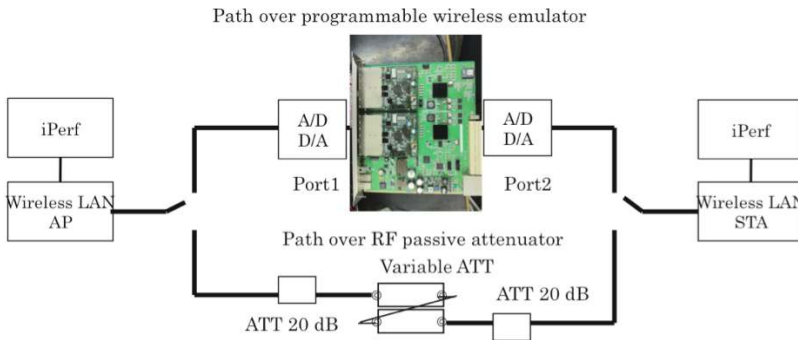 Path over programmable wireless emulator
iPerf
A/D
D/A
A/D
D/A
iPerf
Port1
Port2
Wireless LAN
AP
Wireless LAN
STA
Path over RF passive attenuator
Variable ATT
ATT 20 dB
ATT 20 dB